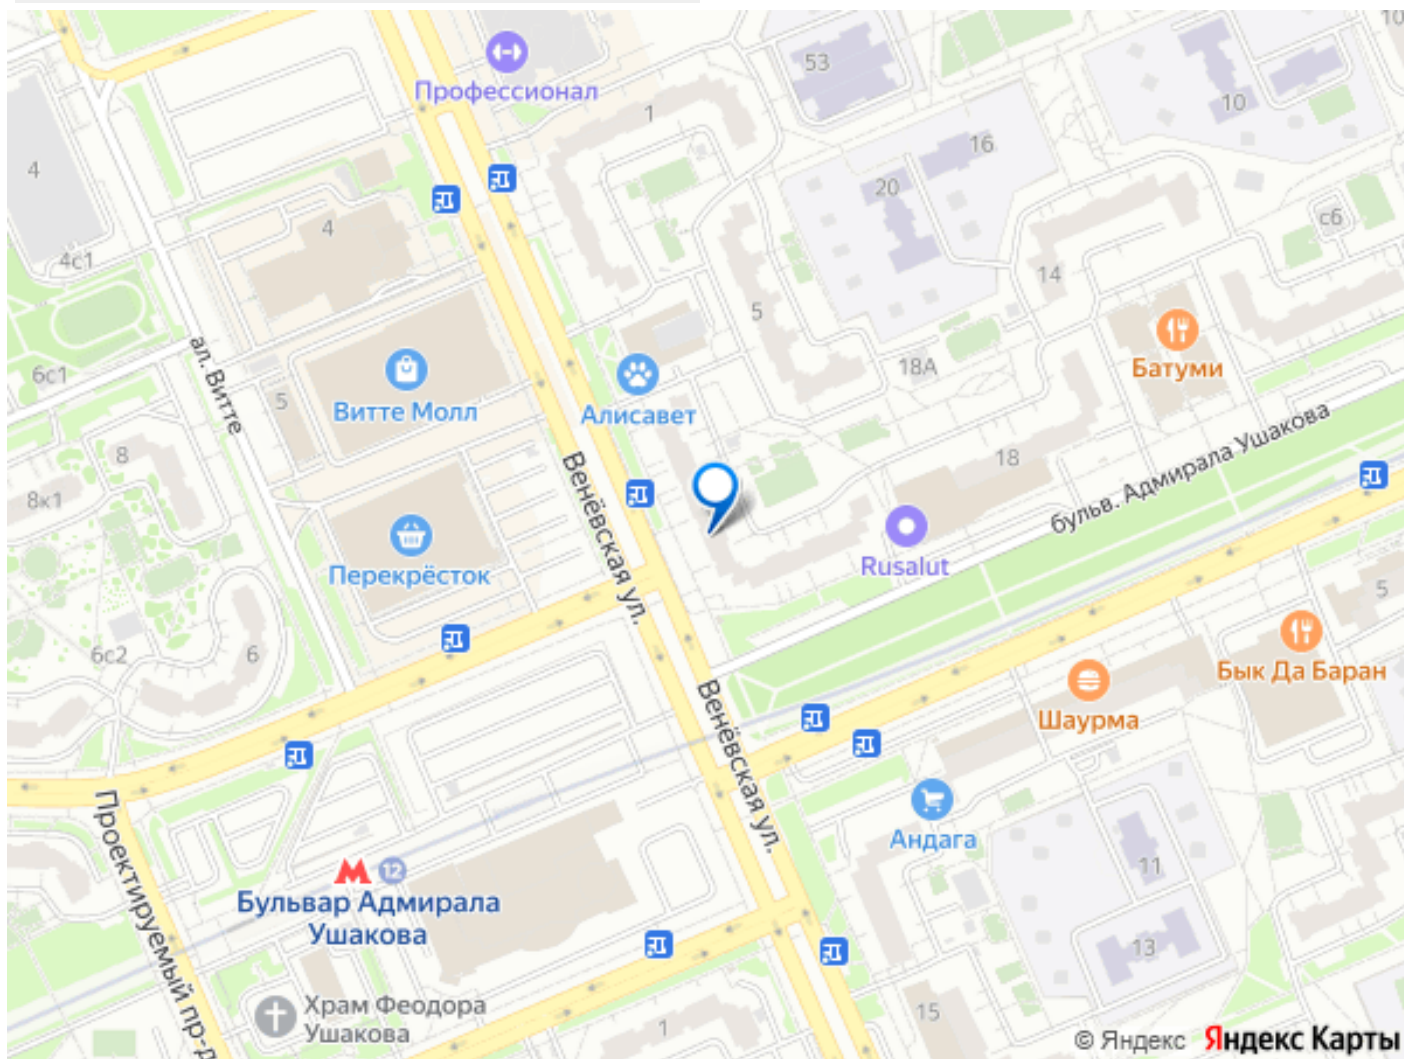 Профессионал
1
53
10
10
16
4
20
4
с6
4с1
14
5
Батуми
ал. Витте
6с1
18А
5
Витте Молл
Алисавет
8
18
бульв. Адмирала Ушакова
8к1
Венёвская ул.
Перекрёсток
Rusalut
5
6с2
6
Бык Да Баран
Шаурма
Венёвская ул.
Проектируемый пр-д
Андага
11
12
Бульвар Адмирала
Ушакова
13
Храм Феодора
Ушакова
15
1
© Яндекс Яндекс Карты